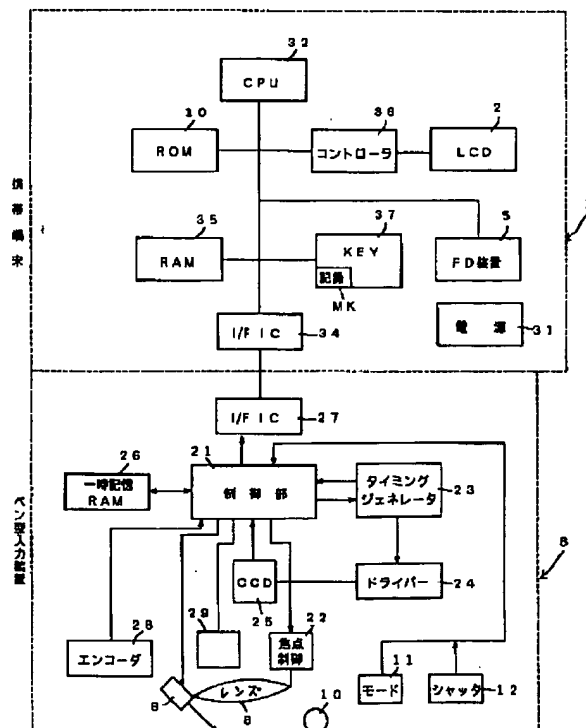 32
CPU
10
ROM
36
コントローラ
2
LCD
携帯端末
35
RAM
37
KEY
記録
MK
5
FD装置
電源
31
I/F IC
34
I/F IC
27
21
制御部
26
一時記憶
RAM
タイミング
ジェネレータ
23
ペン型入力装置
CCD
25
ドライバー
24
8
28
エンコーダ
29
22
焦点
制御
11
モード
シャッタ
12
レンズ
8
8
10